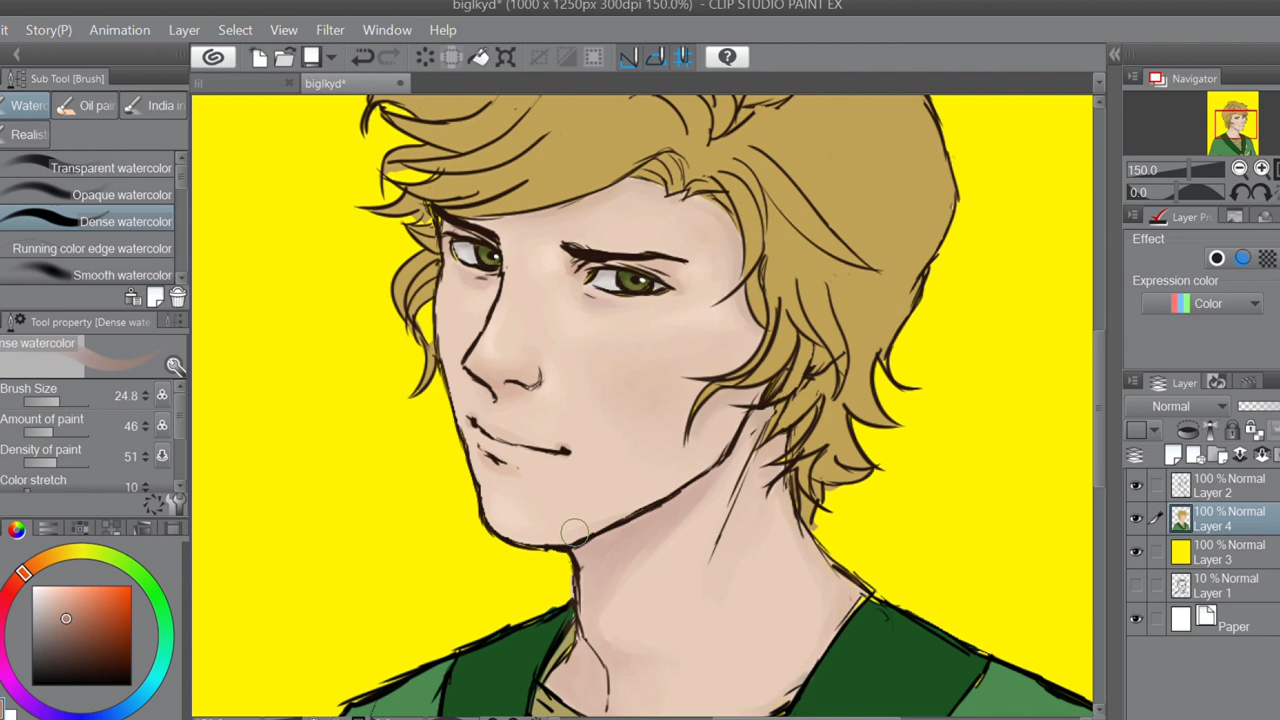 biglkyd* (1000 x 1250px 300dpi 150.0%) - CLIP STUDIO PAINT EX
it Story(P) Animation Layer Select View Filter Window Help
Sub Tool [Brush]
lil biglkyd*
Navigator
Waterc Oil pain India in
Realist
Transparent watercolor
Opaque watercolor
Dense watercolor
Running color edge watercolor
Smooth watercolor
150.0
0.0
Layer Pr
Effect
Expression color
Color
Tool property [Dense wate
nse watercolor
Brush Size 24.8
Amount of paint 46
Density of paint 51
Color stretch 10
Layer
Normal
100 % Normal
Layer 2
100 % Normal
Layer 4
100 % Normal
Layer 3
10 % Normal
Layer 1
Paper